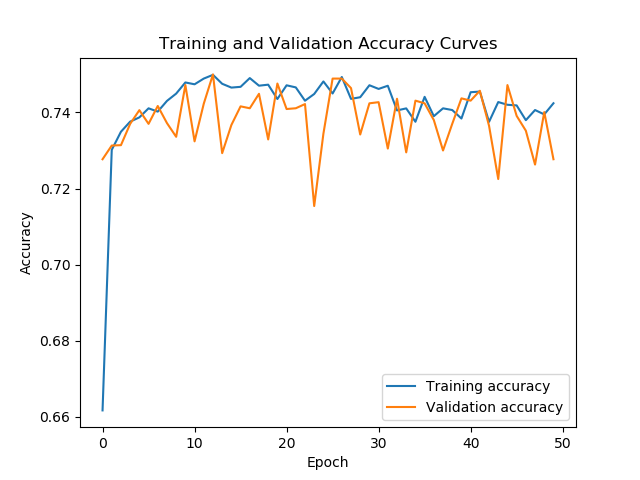 Training and Validation Accuracy Curves
Accuracy
0.74
0.72
0.70
0.68
0.66
0
10
20
30
40
50
Epoch
Training accuracy
Validation accuracy